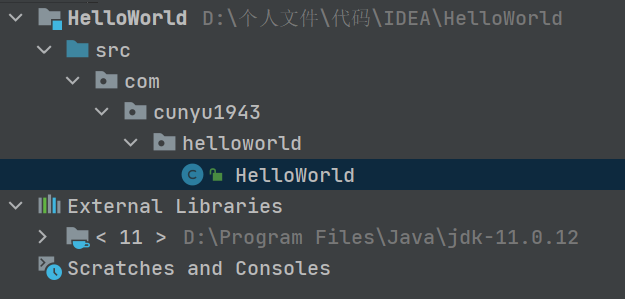 HelloWorld D:\个人文件\代码\IDEA\HelloWorld
src
com
cunyu1943
helloworld
C HelloWorld
External Libraries
< 11 > D:\Program Files\Java\jdk-11.0.12
Scratches and Consoles